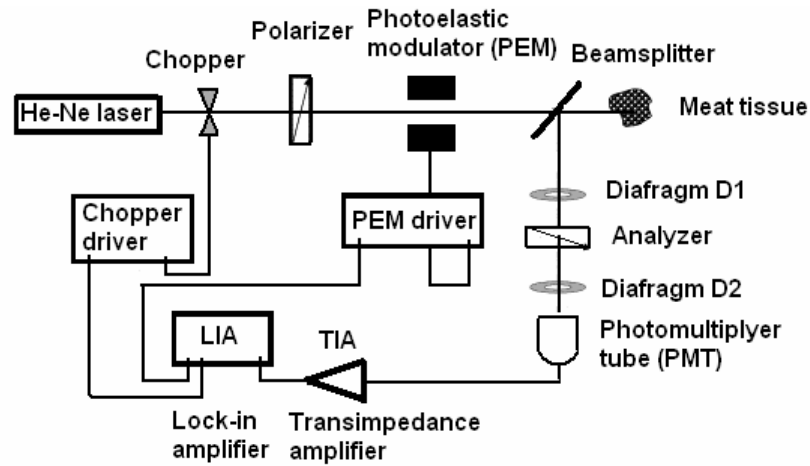 Polarizer
Photoelastic
modulator (PEM)
Chopper
Beamsplitter
He-Ne laser
Meat tissue
Chopper
driver
PEM driver
Diafragm D1
Analyzer
Diafragm D2
LIA
TIA
Photomultiplyer
tube (PMT)
Lock-in
amplifier
Transimpedance
amplifier